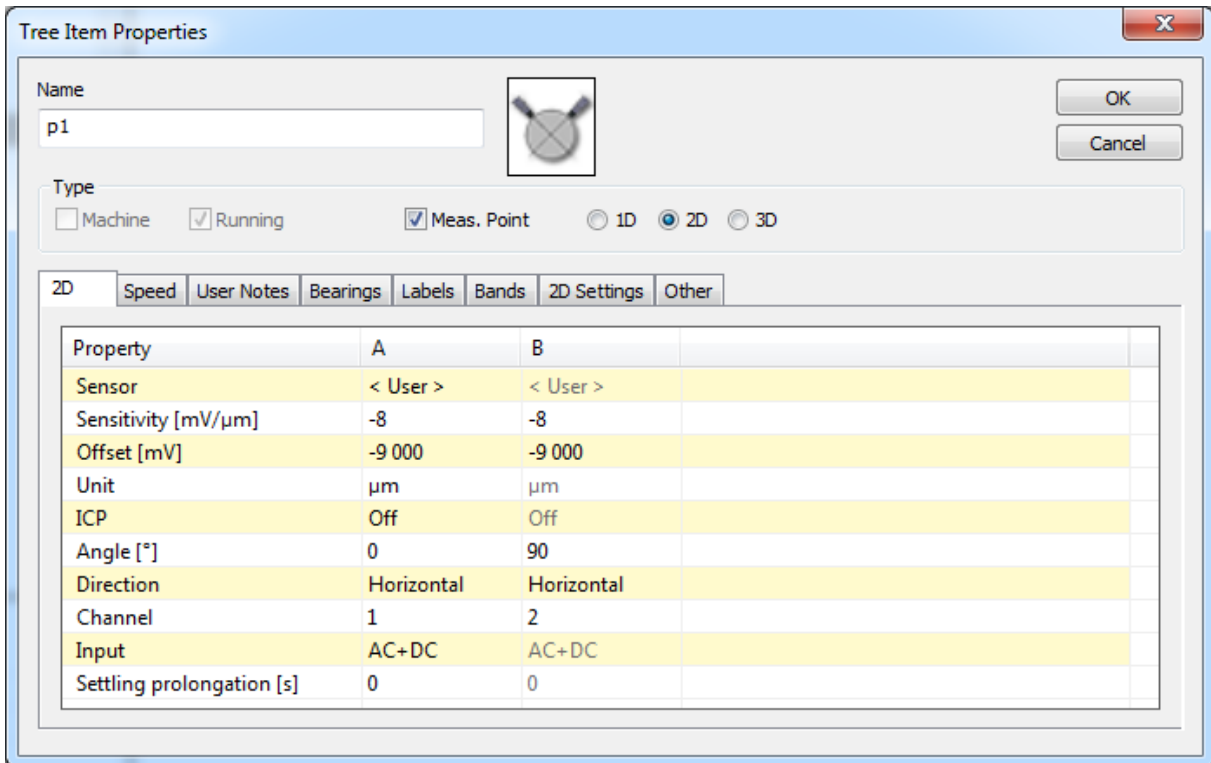 Tree Item Properties
Name
p1
OK
Cancel
Type
Machine Running Meas. Point 1D 2D 3D
2D Speed User Notes Bearings Labels Bands 2D Settings Other
Property A B
Sensor < User > < User >
Sensitivity [mV/µm] -8 -8
Offset [mV] -9 000 -9 000
Unit µm µm
ICP Off Off
Angle [°] 0 90
Direction Horizontal Horizontal
Channel 1 2
Input AC+DC AC+DC
Settling prolongation [s] 0 0